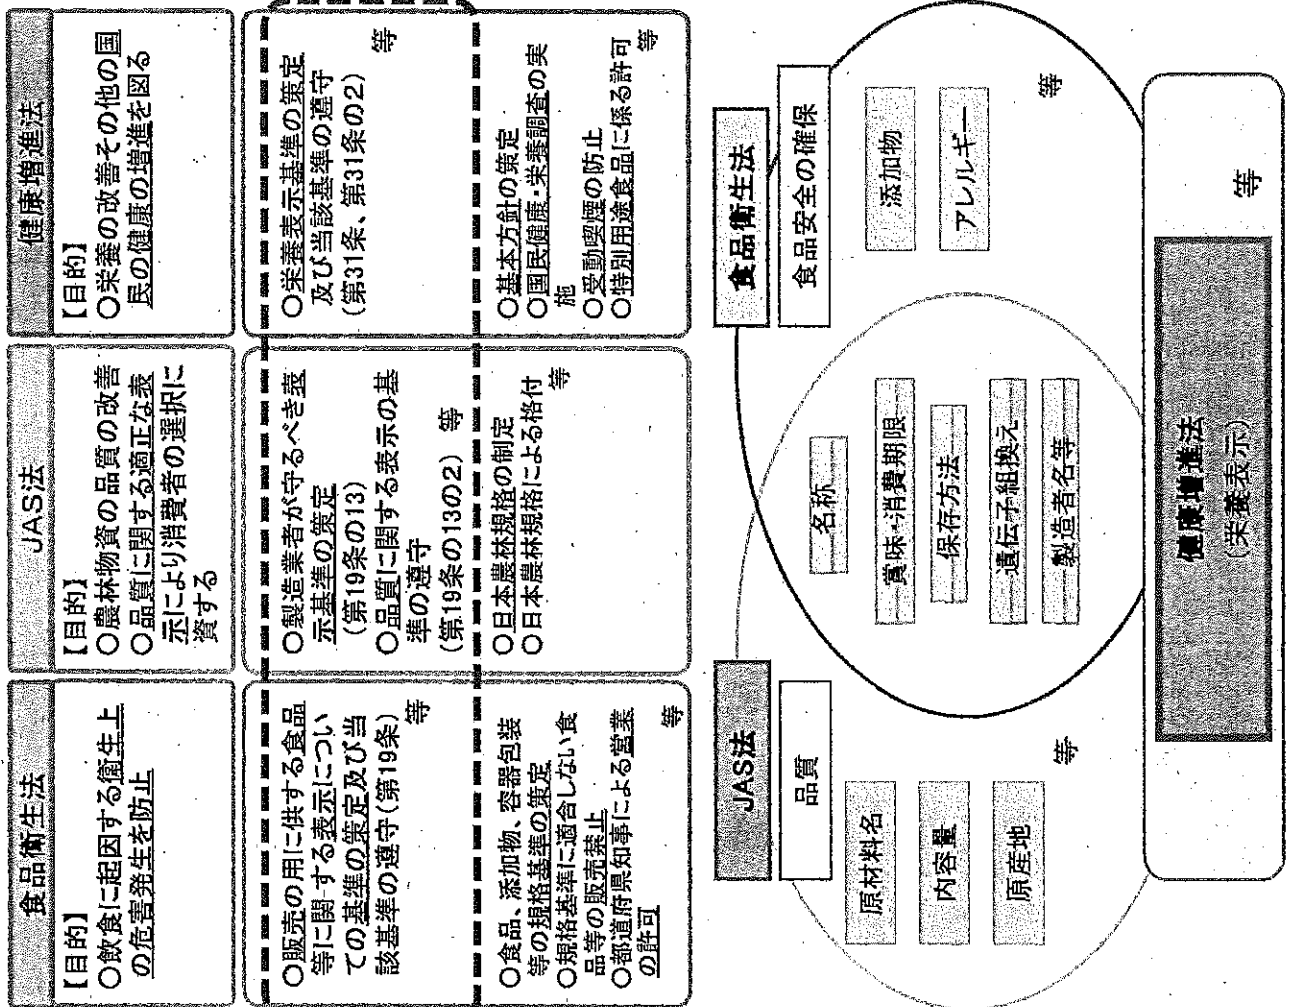 食品衛生法
【目的】
○飲食に起因する衛生上
の危害発生を防止
○販売の用に供する食品
等に関する表示につい
ての基準の策定及び当
該基準の遵守(第19条)
等
○食品、添加物、容器包装
等の規格基準の策定
○規格基準に適合しない食
品等の販売禁止
○都道府県知事による営業
の許可
等
JAS法
【目的】
○農林物資の品質の改善
○品質に関する適正な表
示により消費者の選択に
資する
○製造業者が守るべき表
示基準の策定
(第19条の13)
○品質に関する表示の基
準の遵守
(第19条の13の2) 等
○日本農林規格の制定
○日本農林規格による格付
等
健康増進法
【目的】
○栄養の改善その他の国
民の健康の増進を図る
○栄養表示基準の策定
及び当該基準の遵守
(第31条、第31条の2)
等
○基本方針の策定
○国民健康・栄養調査の実
施
○受動喫煙の防止
○特別用途食品に係る許可
等
JAS法
品質
原材料名
内容量
原産地
等
名称
賞味・消費期限
保存方法
遺伝子組換え
製造者名等
食品衛生法
食品安全の確保
添加物
アレルギー
等
健康増進法
(栄養表示)
等